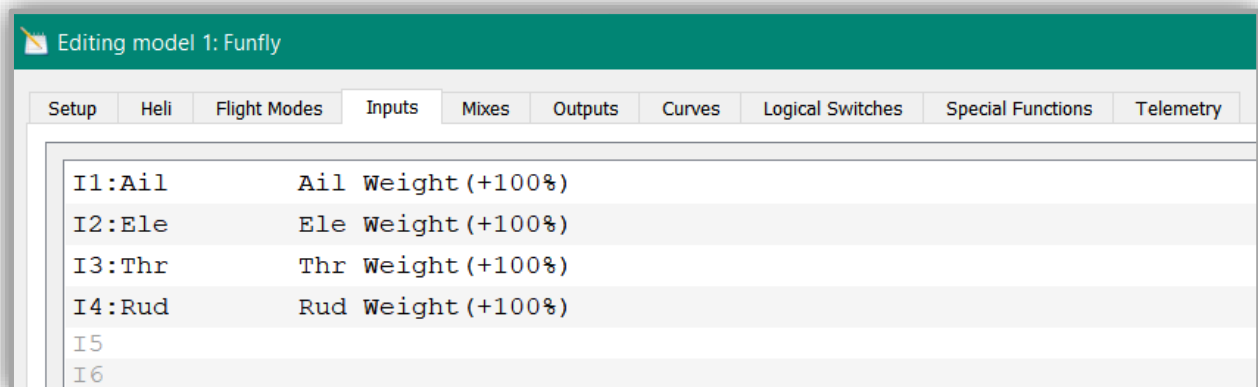 Editing model 1: Funfly
Setup Heli Flight Modes Inputs Mixes Outputs Curves Logical Switches Special Functions Telemetry
I1:Ail Ail Weight(+100%)
I2:Ele Ele Weight(+100%)
I3:Thr Thr Weight(+100%)
I4:Rud Rud Weight(+100%)
I5
I6